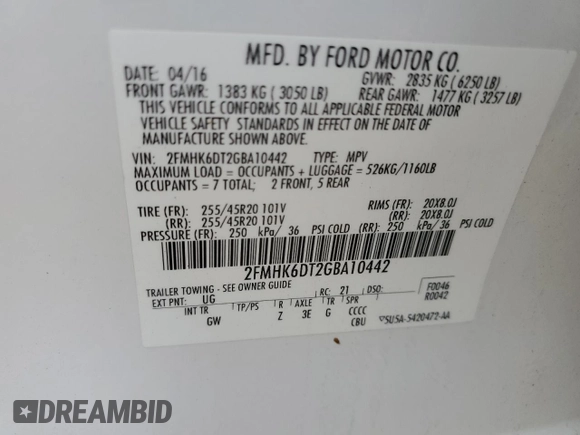 MFD. BY FORD MOTOR CO.
DATE: 04/16 GVWR: 2835 KG ( 6250 LB)
FRONT GAWR: 1383 KG ( 3050 LB) REAR GAWR: 1477 KG ( 3257 LB)
THIS VEHICLE CONFORMS TO ALL APPLICABLE FEDERAL MOTOR
VEHICLE SAFETY STANDARDS IN EFFECT ON THE DATE OF
MANUFACTURE SHOWN ABOVE.
VIN: 2FMHK6DT2GBA10442 TYPE: MPV
MAXIMUM LOAD = OCCUPANTS + LUGGAGE = 526KG/1160LB
OCCUPANTS = 7 TOTAL; 2 FRONT, 5 REAR
TIRE (FR): 255/45R20 101V RIMS (FR): 20X8.0J
(RR): 255/45R20 101V (RR): 20X8.0J
PRESSURE (FR): 250 kPa/ 36 PSI COLD (RR): 250 kPa/ 36 PSI COLD
2FMHK6DT2GBA10442
TRAILER TOWING - SEE OWNER GUIDE
EXT PNT: UG RC: 21 DSO: F0046
R0042
INT TR TP/PS R AXLE TR SPR
GW Z 3E G CCCC
CBU SU5A-5420472-AA
DREAMBID